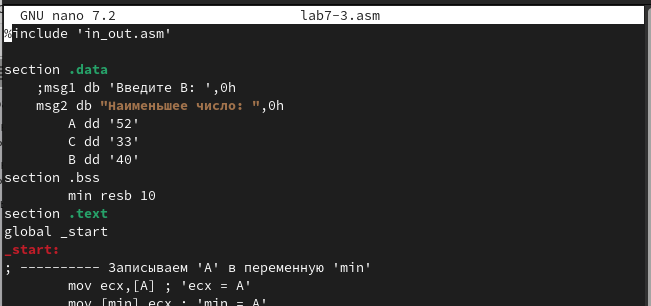 GNU nano 7.2 lab7-3.asm
%include 'in_out.asm'
section .data
;msg1 db 'Введите B: ',0h
msg2 db "Наименьшее число: ",0h
A dd '52'
C dd '33'
B dd '40'
section .bss
min resb 10
section .text
global _start
_start:
; ---------- Записываем 'A' в переменную 'min'
mov ecx,[A] ; 'ecx = A'
mov [min],ecx ; 'min = A'